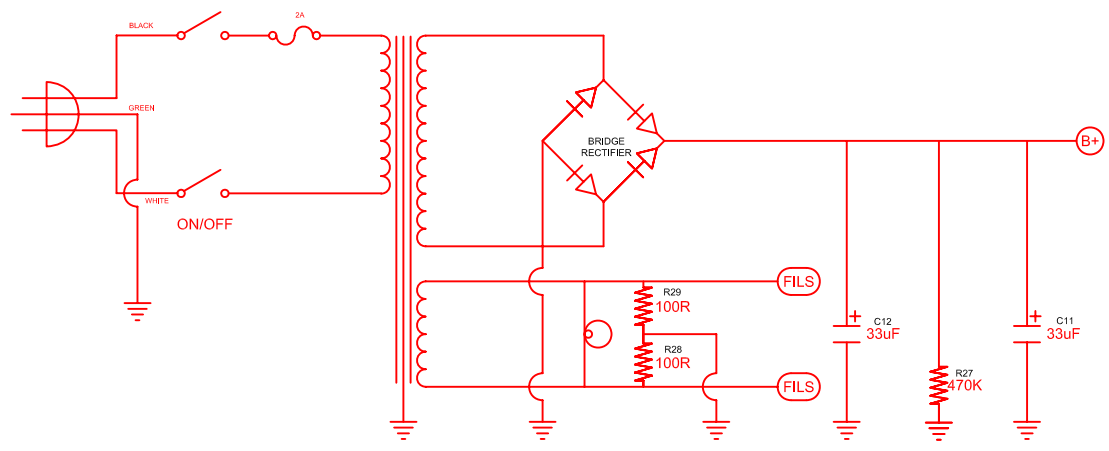 BLACK
2A
GREEN
WHITE
ON/OFF
BRIDGE
RECTIFIER
B+
FILS
R29
100R
R28
100R
FILS
+
C12
33uF
R27
470K
+
C11
33uF